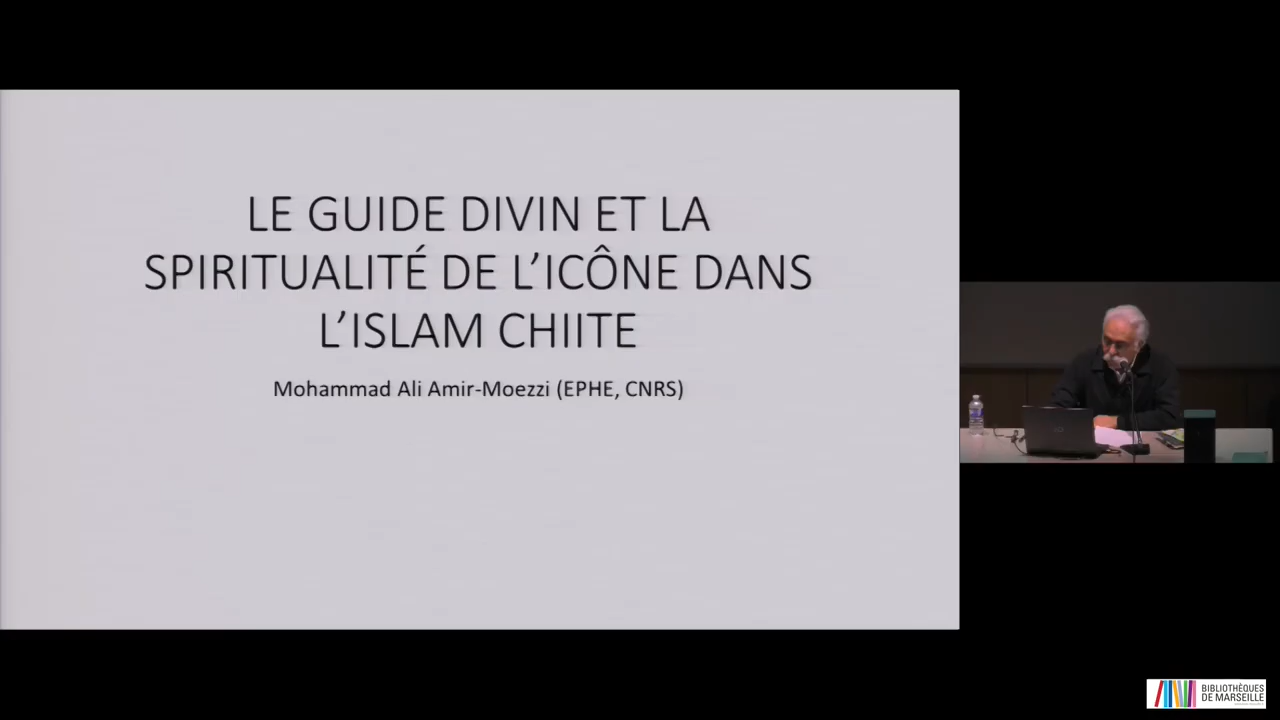 LE GUIDE DIVIN ET LA
SPIRITUALITÉ DE L’ICÔNE DANS
L’ISLAM CHIITE
Mohammad Ali Amir-Moezzi (EPHE, CNRS)
BIBLIOTHÈQUES
DE MARSEILLE